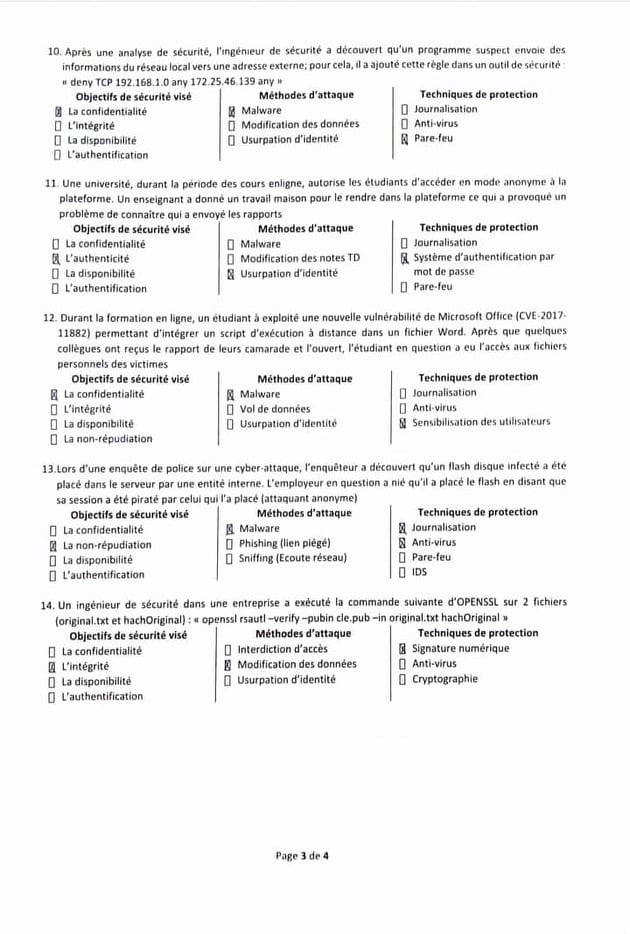 10. Après une analyse de sécurité, l'ingénieur de sécurité a découvert qu'un programme suspect envoie des
informations du réseau local vers une adresse externe; pour cela, il a ajouté cette règle dans un outil de sécurité :
« deny TCP 192.168.1.0 any 172.25.46.139 any »
Objectifs de sécurité visé Méthodes d'attaque Techniques de protection
☒ La confidentialité ☒ Malware ☐ Journalisation
☐ L'intégrité ☐ Modification des données ☐ Anti-virus
☐ La disponibilité ☐ Usurpation d'identité ☒ Pare-feu
☐ L'authentification
11. Une université, durant la période des cours enligne, autorise les étudiants d'accéder en mode anonyme à la
plateforme. Un enseignant a donné un travail maison pour le rendre dans la plateforme ce qui a provoqué un
problème de connaître qui a envoyé les rapports
Objectifs de sécurité visé Méthodes d'attaque Techniques de protection
☐ La confidentialité ☐ Malware ☐ Journalisation
☒ L'authenticité ☐ Modification des notes TD ☒ Système d'authentification par
☐ La disponibilité ☒ Usurpation d'identité mot de passe
☐ L'authentification ☐ Pare-feu
12. Durant la formation en ligne, un étudiant à exploité une nouvelle vulnérabilité de Microsoft Office (CVE-2017-
11882) permettant d'intégrer un script d'exécution à distance dans un fichier Word. Après que quelques
collègues ont reçus le rapport de leurs camarade et l'ouvert, l'étudiant en question a eu l'accès aux fichiers
personnels des victimes
Objectifs de sécurité visé Méthodes d'attaque Techniques de protection
☒ La confidentialité ☒ Malware ☐ Journalisation
☐ L'intégrité ☐ Vol de données ☐ Anti-virus
☐ La disponibilité ☐ Usurpation d'identité ☒ Sensibilisation des utilisateurs
☐ La non-répudiation
13.Lors d'une enquête de police sur une cyber-attaque, l'enquêteur a découvert qu'un flash disque infecté a été
placé dans le serveur par une entité interne. L'employeur en question a nié qu'il a placé le flash en disant que
sa session a été piraté par celui qui l'a placé (attaquant anonyme)
Objectifs de sécurité visé Méthodes d'attaque Techniques de protection
☐ La confidentialité ☒ Malware ☒ Journalisation
☒ La non-répudiation ☐ Phishing (lien piégé) ☒ Anti-virus
☐ La disponibilité ☐ Sniffing (Ecoute réseau) ☐ Pare-feu
☐ L'authentification ☐ IDS
14. Un ingénieur de sécurité dans une entreprise a exécuté la commande suivante d'OPENSSL sur 2 fichiers
(original.txt et hachOriginal) : « openssl rsautl –verify –pubin cle.pub –in original.txt hachOriginal »
Objectifs de sécurité visé Méthodes d'attaque Techniques de protection
☐ La confidentialité ☐ Interdiction d'accès ☒ Signature numérique
☒ L'intégrité ☒ Modification des données ☐ Anti-virus
☐ La disponibilité ☐ Usurpation d'identité ☐ Cryptographie
☐ L'authentification
Page 3 de 4